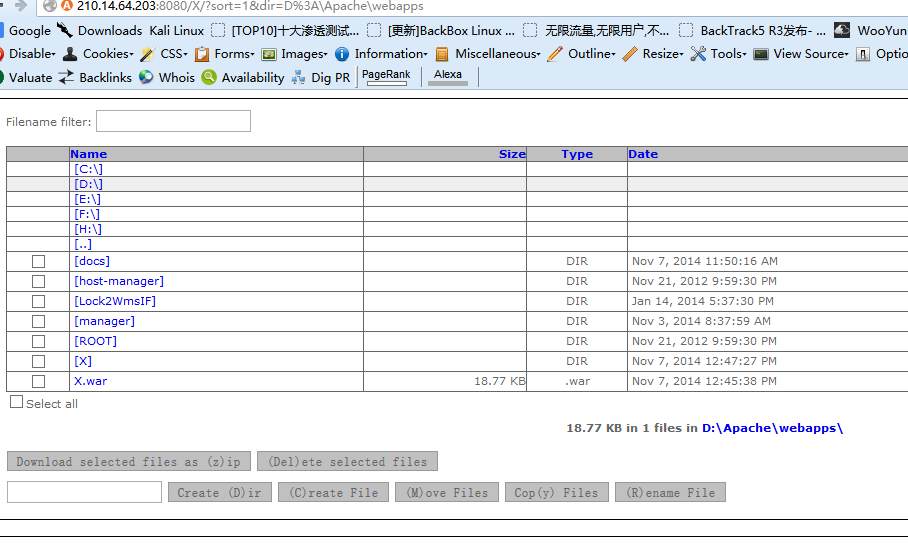 210.14.64.203:8080/X/?sort=1&dir=D%3A\Apache\webapps
Google Downloads Kali Linux [TOP10]十大渗透测试... [更新]BackBox Linux ... 无限流量,无限用户,不... BackTrack5 R3发布- ... WooYun
Disable Cookies CSS Forms Images Information Miscellaneous Outline Resize Tools View Source Optio
Valuate Backlinks Whois Availability Dig PR PageRank Alexa
Filename filter:
Name Size Type Date
[C:\]
[D:\]
[E:\]
[F:\]
[H:\]
[..]
[docs] DIR Nov 7, 2014 11:50:16 AM
[host-manager] DIR Nov 21, 2012 9:59:30 PM
[Lock2WmsIF] DIR Jan 14, 2014 5:37:30 PM
[manager] DIR Nov 3, 2014 8:37:59 AM
[ROOT] DIR Nov 21, 2012 9:59:30 PM
[X] DIR Nov 7, 2014 12:47:27 PM
X.war 18.77 KB .war Nov 7, 2014 12:45:38 PM
Select all
18.77 KB in 1 files in D:\Apache\webapps\
Download selected files as (z)ip (Del)ete selected files
Create (D)ir (C)reate File (M)ove Files Cop(y) Files (R)ename File